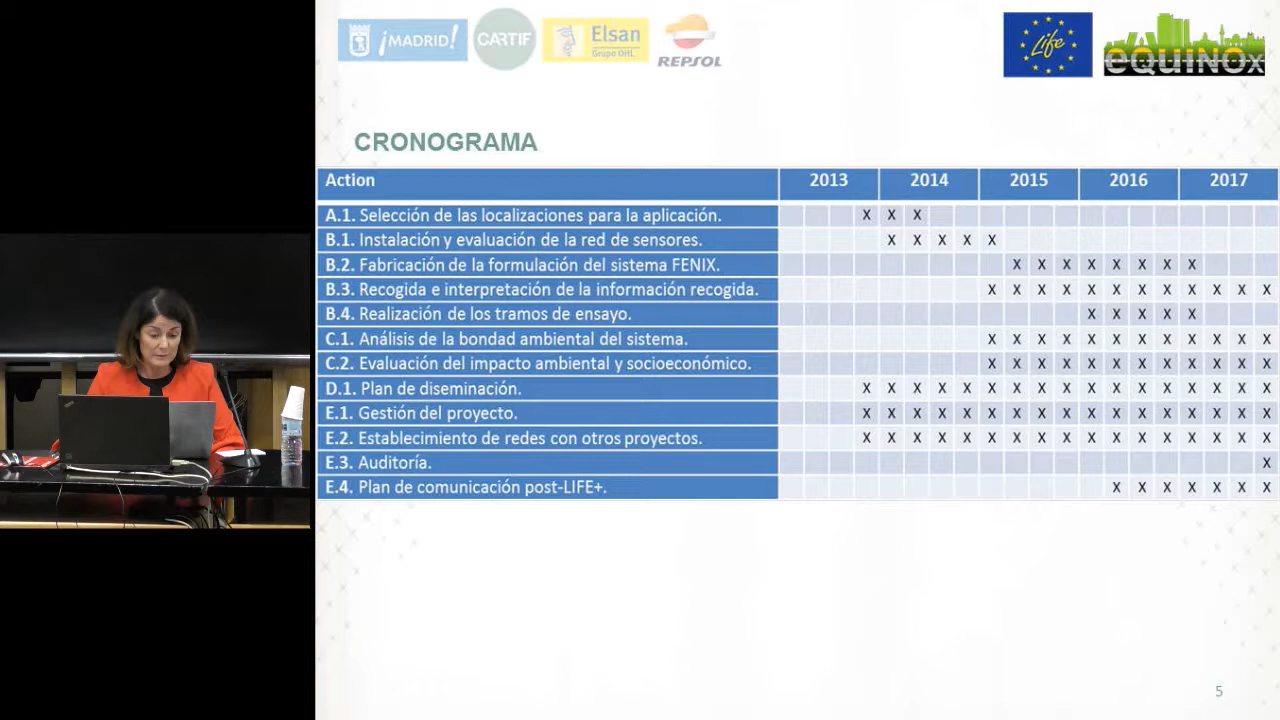 ¡MADRID!
CARTIF
Elsan
Grupo OHL
REPSOL
Life
eQUINOx
CRONOGRAMA
Action 2013 2014 2015 2016 2017
A.1. Selección de las localizaciones para la aplicación. x x x
B.1. Instalación y evaluación de la red de sensores. x x x x x
B.2. Fabricación de la formulación del sistema FENIX. x x x x x x x x
B.3. Recogida e interpretación de la información recogida. x x x x x x x x x x x x
B.4. Realización de los tramos de ensayo. x x x x x
C.1. Análisis de la bondad ambiental del sistema. x x x x x x x x x x x x
C.2. Evaluación del impacto ambiental y socioeconómico. x x x x x x x x x x x x
D.1. Plan de diseminación. x x x x x x x x x x x x x x x x x
E.1. Gestión del proyecto. x x x x x x x x x x x x x x x x x
E.2. Establecimiento de redes con otros proyectos. x x x x x x x x x x x x x x x x x
E.3. Auditoría. x
E.4. Plan de comunicación post-LIFE+. x x x x x x x
5